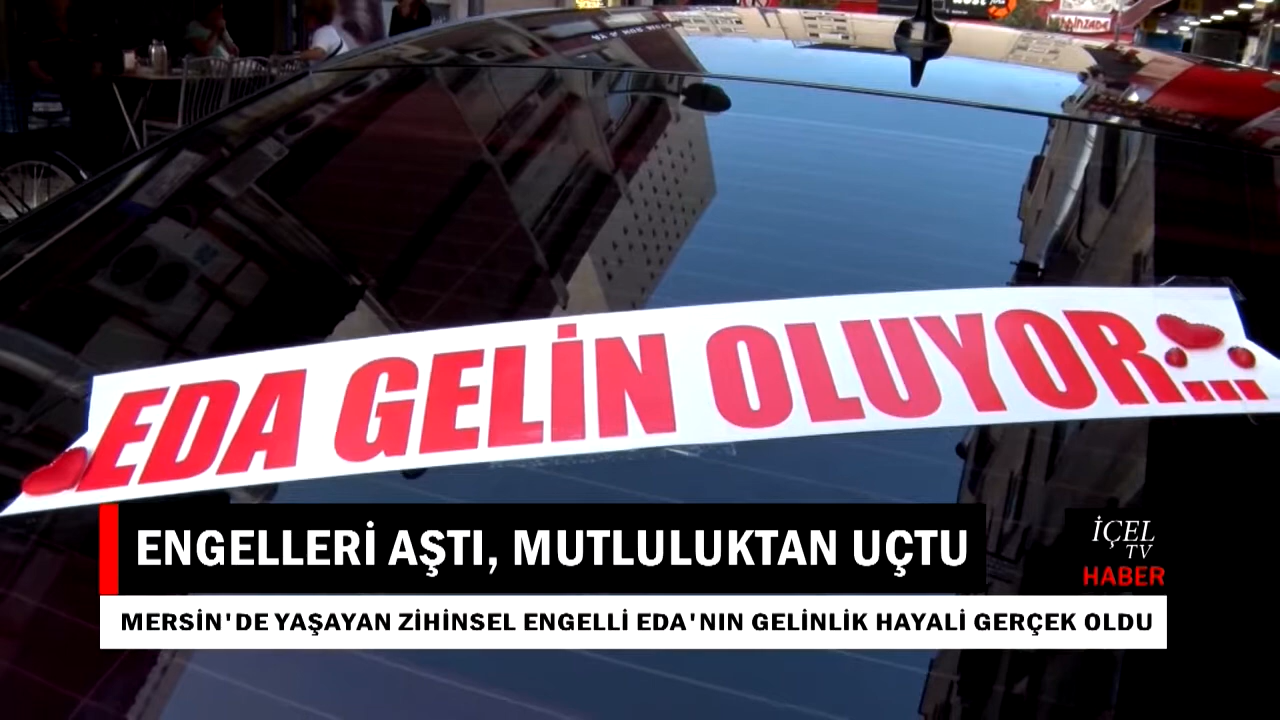 EDA GELİN OLUYOR...
ENGELLERİ AŞTI, MUTLULUKTAN UÇTU
İÇEL
TV
HABER
MERSİN'DE YAŞAYAN ZİHİNSEL ENGELLİ EDA'NIN GELİNLİK HAYALİ GERÇEK OLDU